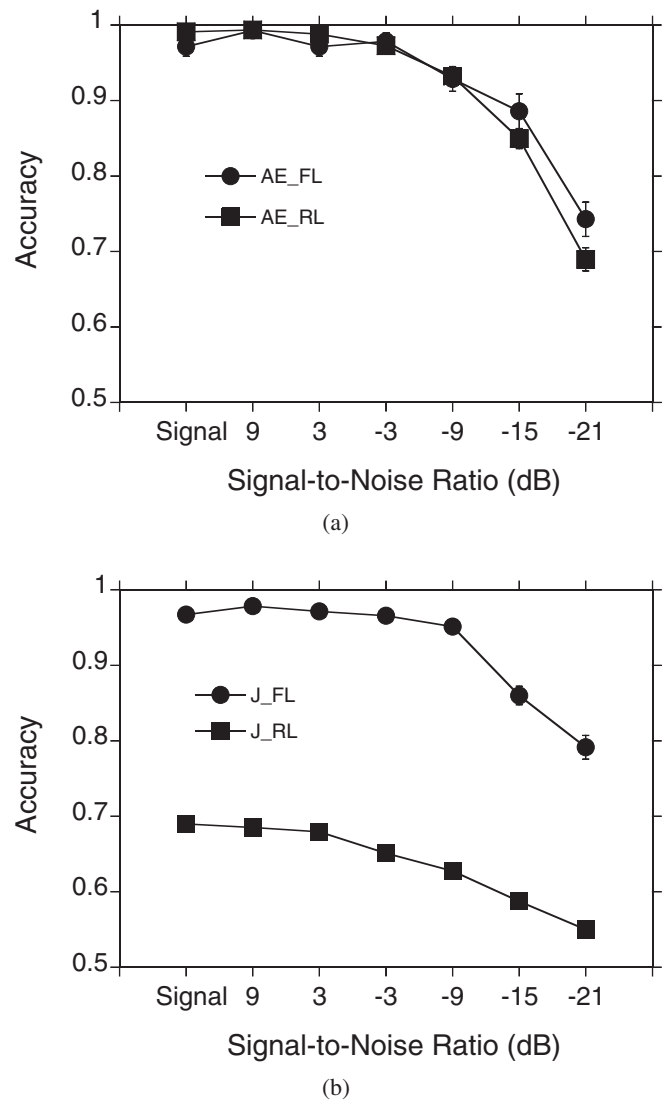 1
0.9
0.8
0.7
0.6
0.5
Accuracy
AE_FL
AE_RL
Signal 9 3 -3 -9 -15 -21
Signal-to-Noise Ratio (dB)
(a)
1
0.9
0.8
0.7
0.6
0.5
Accuracy
J_FL
J_RL
Signal 9 3 -3 -9 -15 -21
Signal-to-Noise Ratio (dB)
(b)